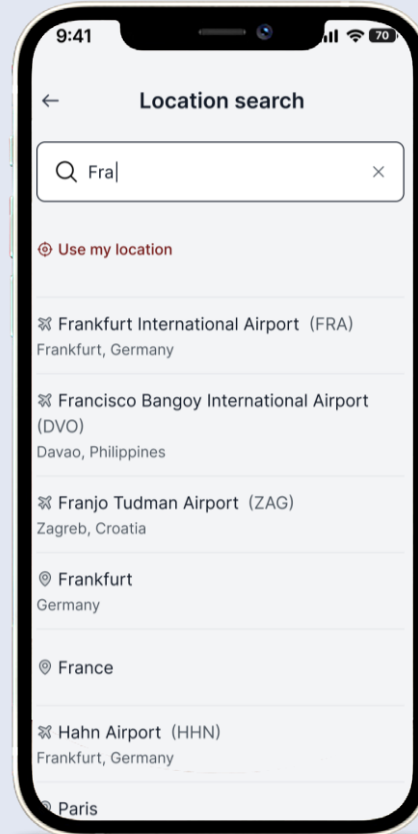 9:41
70
Location search
Fra
Use my location
Frankfurt International Airport (FRA)
Frankfurt, Germany
Francisco Bangoy International Airport
(DVO)
Davao, Philippines
Franjo Tudman Airport (ZAG)
Zagreb, Croatia
Frankfurt
Germany
France
Hahn Airport (HHN)
Frankfurt, Germany
Paris